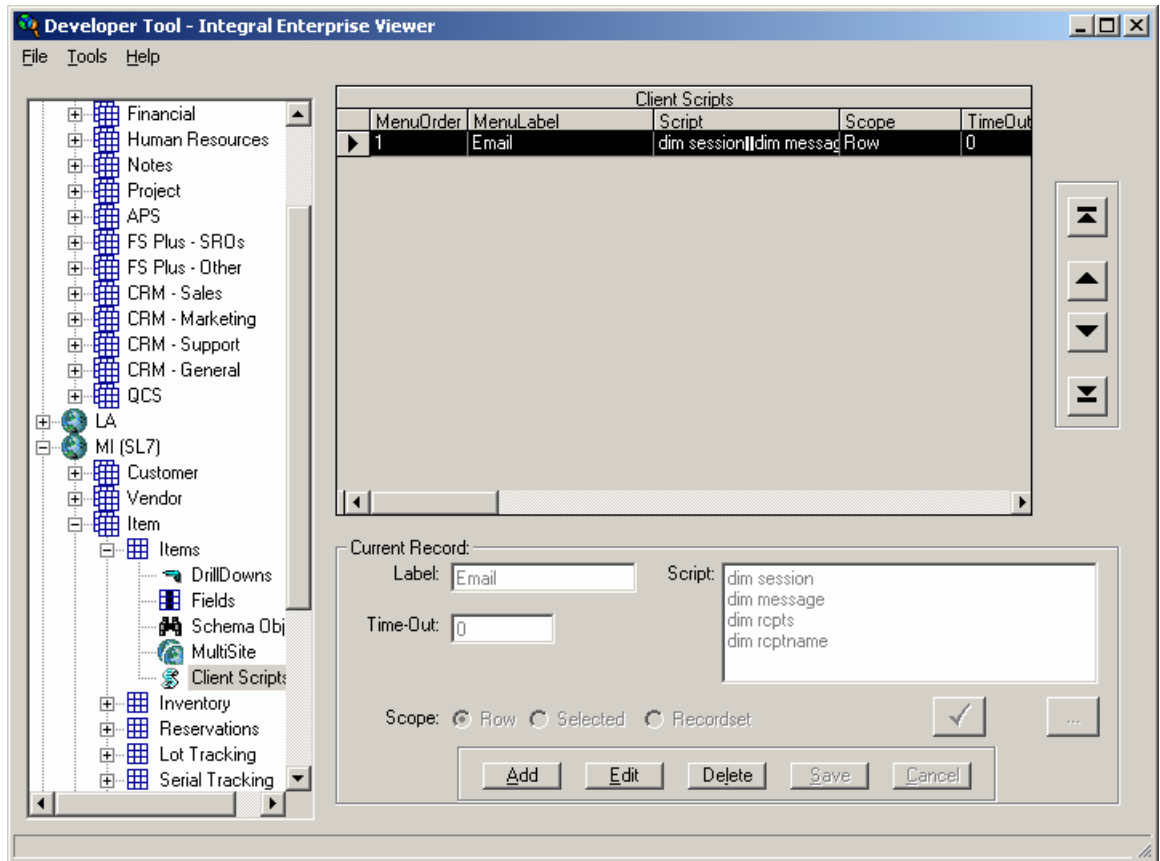 Developer Tool - Integral Enterprise Viewer
File Tools Help
Financial
Human Resources
Notes
Project
APS
FS Plus - SROs
FS Plus - Other
CRM - Sales
CRM - Marketing
CRM - Support
CRM - General
QCS
LA
MI (SL7)
Customer
Vendor
Item
Items
DrillDowns
Fields
Schema Obj
MultiSite
Client Scripts
Inventory
Reservations
Lot Tracking
Serial Tracking
Client Scripts
MenuOrder MenuLabel Script Scope TimeOut
1 Email dim session||dim messag Row 0
Current Record:
Label: Email
Time-Out: 0
Script: dim session
dim message
dim rcpts
dim rcptname
Scope: Row Selected Recordset
...
Add Edit Delete Save Cancel